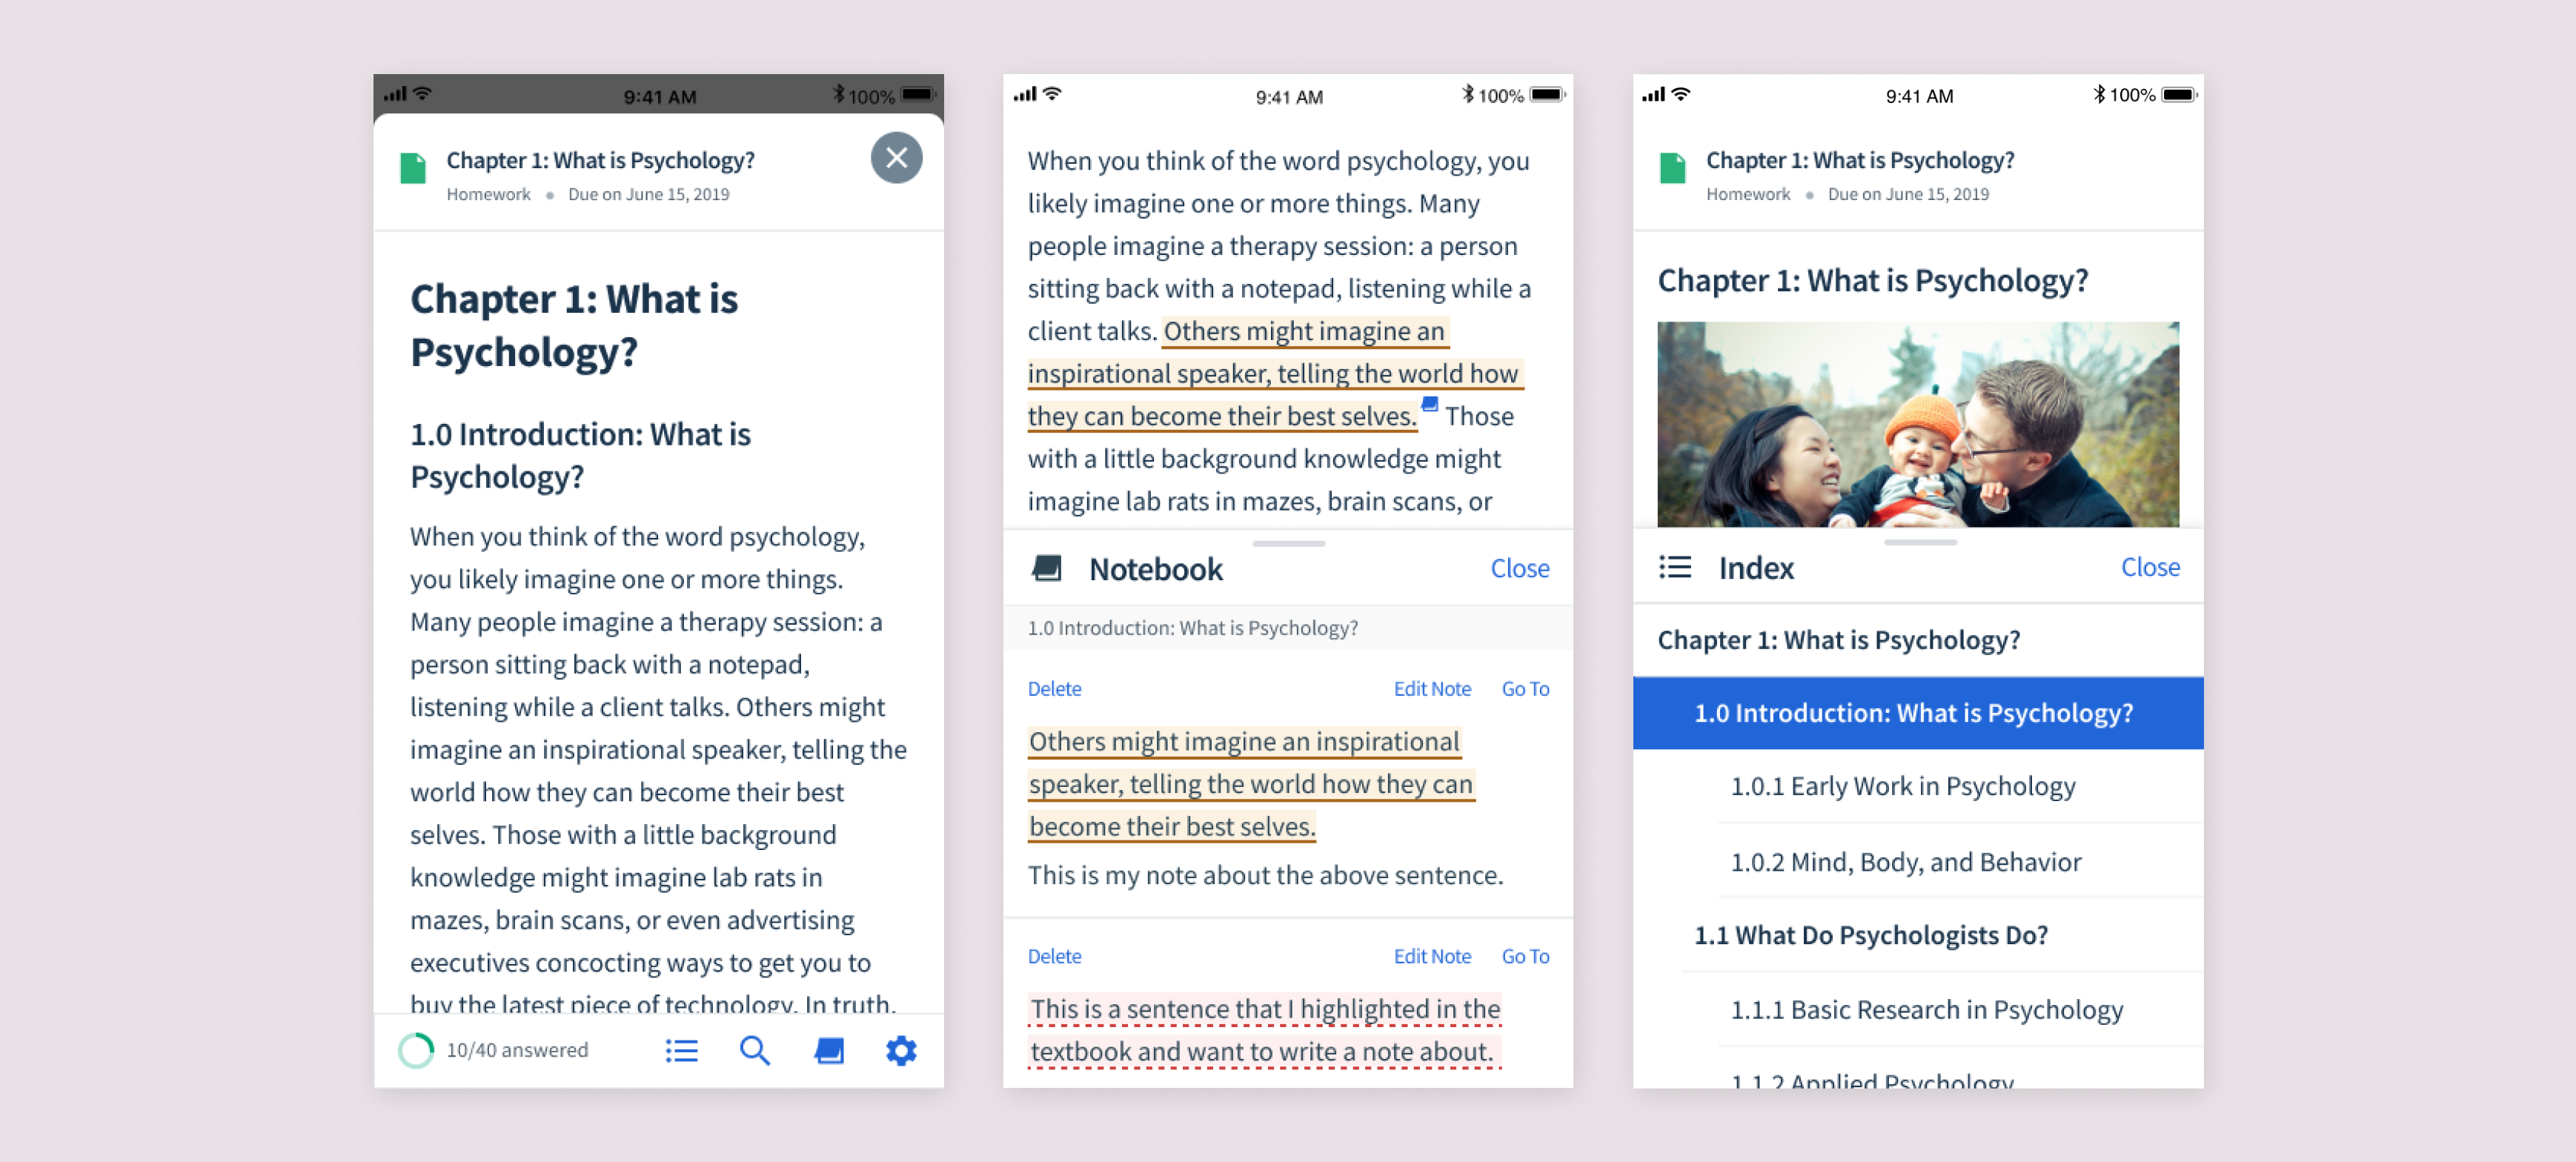 9:41 AM
100%
Chapter 1: What is Psychology?
Homework • Due on June 15, 2019
Chapter 1: What is
Psychology?
1.0 Introduction: What is
Psychology?
When you think of the word psychology,
you likely imagine one or more things.
Many people imagine a therapy session: a
person sitting back with a notepad,
listening while a client talks. Others might
imagine an inspirational speaker, telling the
world how they can become their best
selves. Those with a little background
knowledge might imagine lab rats in
mazes, brain scans, or even advertising
executives concocting ways to get you to
buy the latest piece of technology. In truth,
10/40 answered
9:41 AM
100%
When you think of the word psychology, you
likely imagine one or more things. Many
people imagine a therapy session: a person
sitting back with a notepad, listening while a
client talks. Others might imagine an
inspirational speaker, telling the world how
they can become their best selves. Those
with a little background knowledge might
imagine lab rats in mazes, brain scans, or
Notebook
Close
1.0 Introduction: What is Psychology?
Delete
Edit Note
Go To
Others might imagine an inspirational
speaker, telling the world how they can
become their best selves.
This is my note about the above sentence.
Delete
Edit Note
Go To
This is a sentence that I highlighted in the
textbook and want to write a note about.
9:41 AM
100%
Chapter 1: What is Psychology?
Homework • Due on June 15, 2019
Chapter 1: What is Psychology?
Index
Close
Chapter 1: What is Psychology?
1.0 Introduction: What is Psychology?
1.0.1 Early Work in Psychology
1.0.2 Mind, Body, and Behavior
1.1 What Do Psychologists Do?
1.1.1 Basic Research in Psychology
1.1.2 Applied Psychology